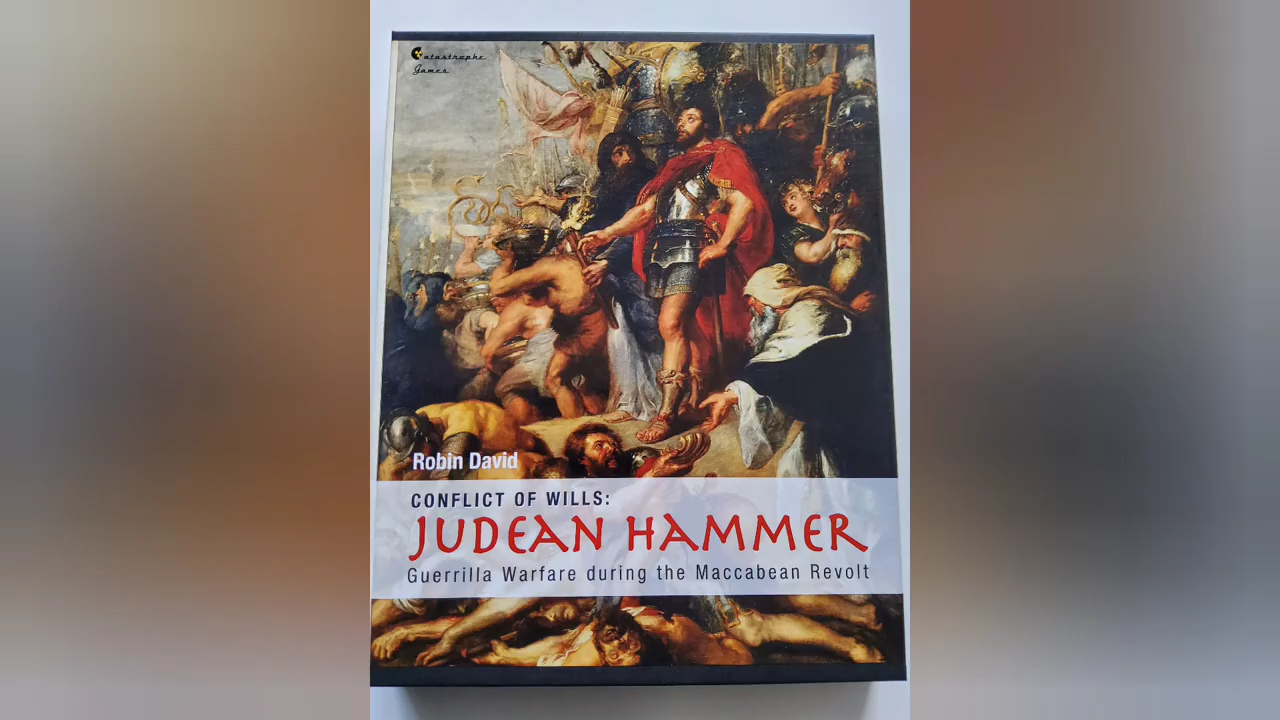 Catastrophe
Games
Robin David
CONFLICT OF WILLS:
JUDEAN HAMMER
Guerrilla Warfare during the Maccabean Revolt